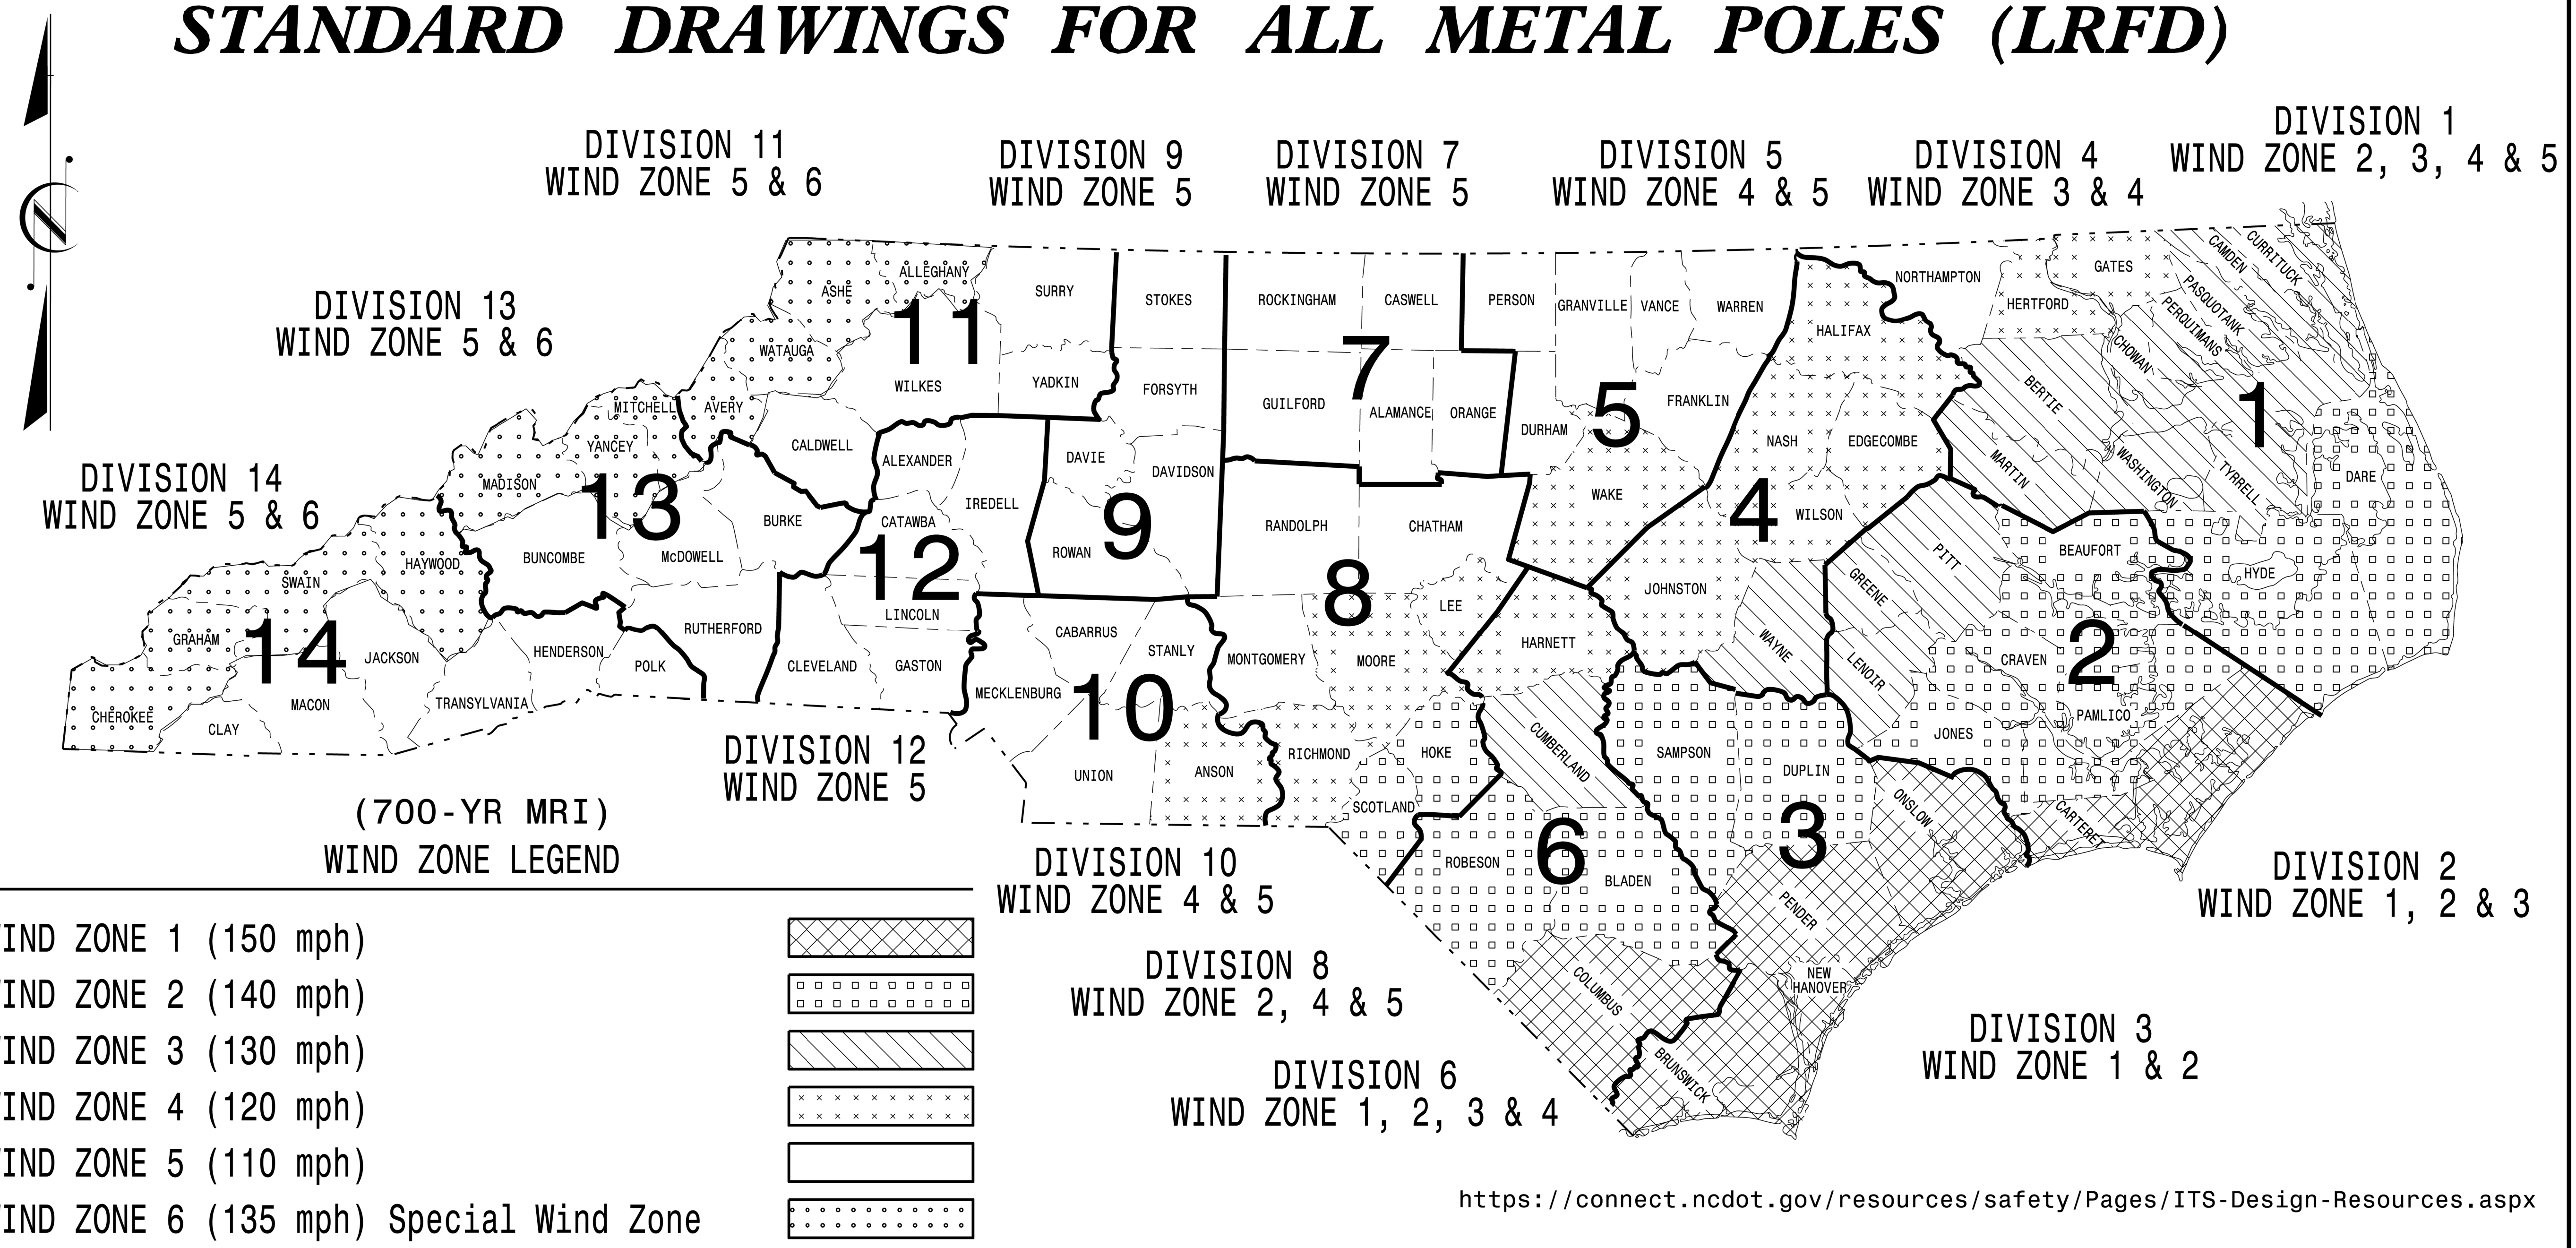 STANDARD DRAWINGS FOR ALL METAL POLES (LRFD)
N
DIVISION 11
WIND ZONE 5 & 6
DIVISION 9
WIND ZONE 5
DIVISION 7
WIND ZONE 5
DIVISION 5
WIND ZONE 4 & 5
DIVISION 4
WIND ZONE 3 & 4
DIVISION 1
WIND ZONE 2, 3, 4 & 5
DIVISION 13
WIND ZONE 5 & 6
DIVISION 14
WIND ZONE 5 & 6
ASHE
ALLEGHANY
WATAUGA
11
WILKES
AVERY
CALDWELL
SURRY
YADKIN
STOKES
FORSYTH
DAVIE
DAVIDSON
ROWAN
9
ROCKINGHAM
CASWELL
7
GUILFORD
ALAMANCE
ORANGE
PERSON
GRANVILLE
VANCE
WARREN
5
FRANKLIN
DURHAM
WAKE
HALIFAX
NASH
EDGECOMBE
4
WILSON
JOHNSTON
WAYNE
NORTHAMPTON
HERTFORD
GATES
CAMDEN
CURRITUCK
PASQUOTANK
PERQUIMANS
CHOWAN
BERTIE
1
MARTIN
WASHINGTON
TYRRELL
DARE
HYDE
MITCHELL
YANCEY
MADISON
13
BUNCOMBE
McDOWELL
BURKE
RUTHERFORD
ALEXANDER
IREDELL
CATAWBA
12
LINCOLN
CLEVELAND
GASTON
HAYWOOD
SWAIN
GRAHAM
14
JACKSON
HENDERSON
POLK
TRANSYLVANIA
MACON
CHEROKEE
CLAY
CABARRUS
STANLY
MECKLENBURG
10
UNION
ANSON
RANDOLPH
CHATHAM
8
LEE
MONTGOMERY
MOORE
RICHMOND
HOKE
SCOTLAND
HARNETT
CUMBERLAND
ROBESON
6
BLADEN
COLUMBUS
SAMPSON
DUPLIN
3
ONSLOW
PENDER
NEW
HANOVER
BRUNSWICK
PITT
GREENE
LENOIR
BEAUFORT
CRAVEN
2
PAMLICO
JONES
CARTERET
DIVISION 12
WIND ZONE 5
DIVISION 10
WIND ZONE 4 & 5
DIVISION 8
WIND ZONE 2, 4 & 5
DIVISION 6
WIND ZONE 1, 2, 3 & 4
DIVISION 2
WIND ZONE 1, 2 & 3
DIVISION 3
WIND ZONE 1 & 2
(700-YR MRI)
WIND ZONE LEGEND
IND ZONE 1 (150 mph)
IND ZONE 2 (140 mph)
IND ZONE 3 (130 mph)
IND ZONE 4 (120 mph)
IND ZONE 5 (110 mph)
IND ZONE 6 (135 mph) Special Wind Zone
https://connect.ncdot.gov/resources/safety/Pages/ITS-Design-Resources.aspx